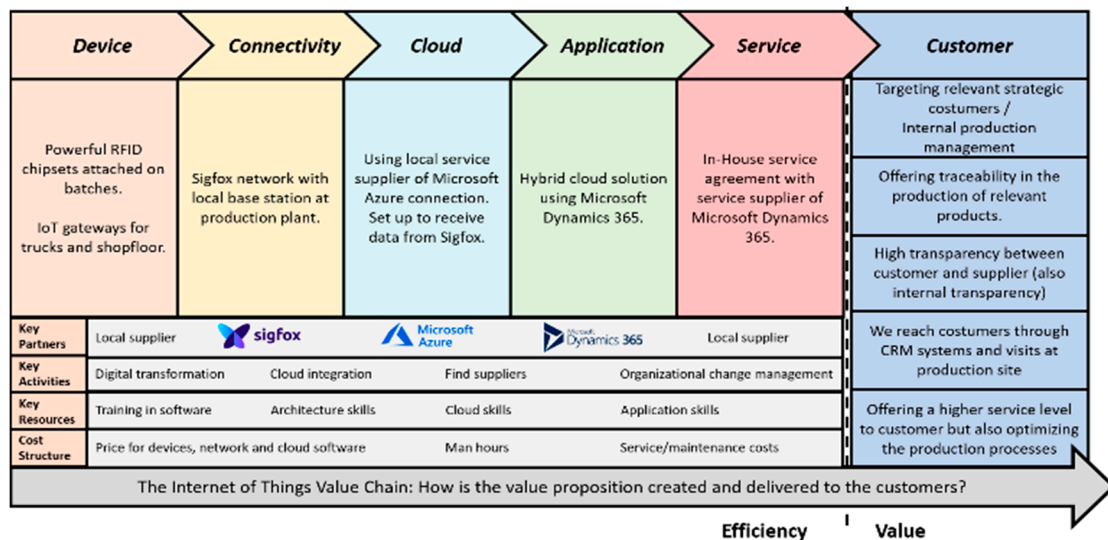 Device
Connectivity
Cloud
Application
Service
Customer
Powerful RFID
chipsets attached on
batches.
IoT gateways for
trucks and shopfloor.
Sigfox network with
local base station at
production plant.
Using local service
supplier of Microsoft
Azure connection.
Set up to receive
data from Sigfox.
Hybrid cloud solution
using Microsoft
Dynamics 365.
In-House service
agreement with
service supplier of
Microsoft Dynamics
365.
Targeting relevant strategic
costumers /
Internal production
management
Offering traceability in the
production of relevant
products.
High transparency between
customer and supplier (also
internal transparency)
We reach costumers through
CRM systems and visits at
production site
Offering a higher service level
to customer but also optimizing
the production processes
Key
Partners
Local supplier
sigfox
Microsoft
Azure
Microsoft
Dynamics 365
Local supplier
Key
Activities
Digital transformation
Cloud integration
Find suppliers
Organizational change management
Key
Resources
Training in software
Architecture skills
Cloud skills
Application skills
Cost
Structure
Price for devices, network and cloud software
Man hours
Service/maintenance costs
The Internet of Things Value Chain: How is the value proposition created and delivered to the customers?
Efficiency
Value